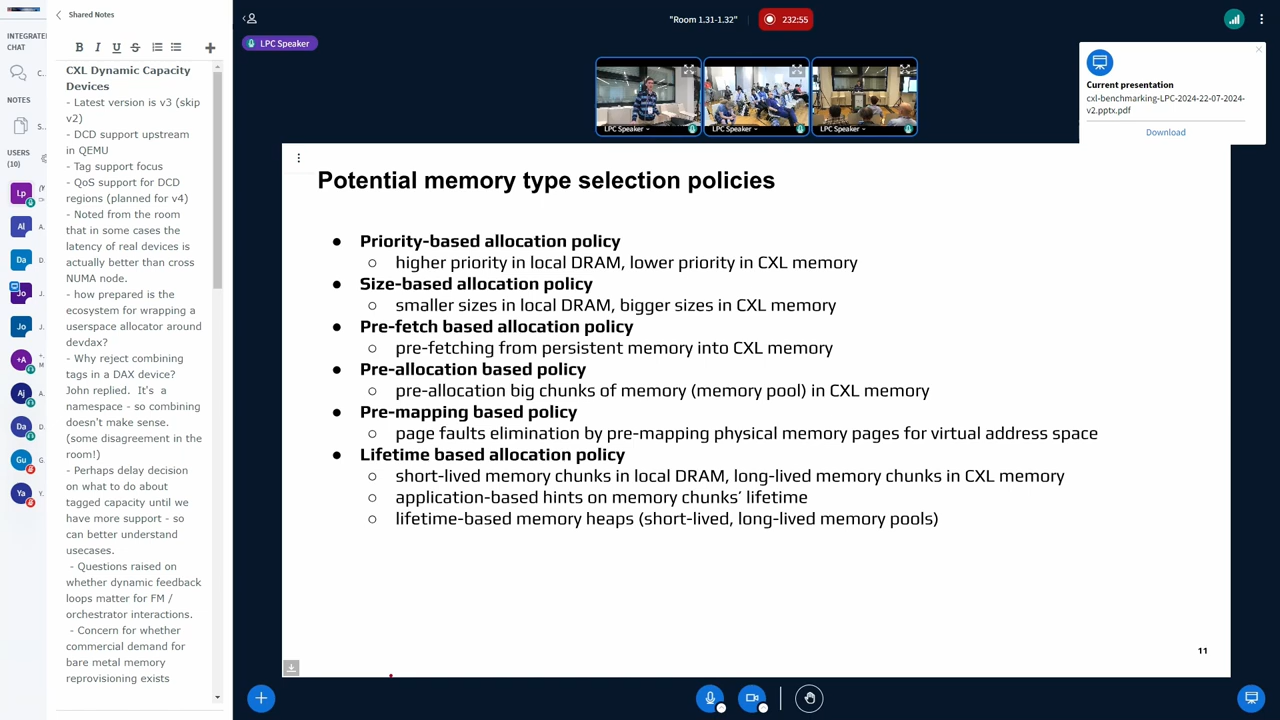 INTEGRATE
CHAT
C..
NOTES
S..
USERS
(10)
Lp
Al
A.
Da
D.
Jo
J.
Jo
J.
+A
M
Aj
A.
Da
D.
Gu
G.
Ya
Y.
Shared Notes
B I U S
CXL Dynamic Capacity
Devices
- Latest version is v3 (skip
v2)
- DCD support upstream
in QEMU
- Tag support focus
- QoS support for DCD
regions (planned for v4)
- Noted from the room
that in some cases the
latency of real devices is
actually better than cross
NUMA node.
- how prepared is the
ecosystem for wrapping a
userspace allocator around
devdax?
- Why reject combining
tags in a DAX device?
John replied.  It's  a
namespace - so combining
doesn't make sense.
(some disagreement in the
room!)
- Perhaps delay decision
on what to do about
tagged capacity until we
have more support - so
can better understand
usecases.
- Questions raised on
whether dynamic feedback
loops matter for FM /
orchestrator interactions.
- Concern for whether
commercial demand for
bare metal memory
reprovisioning exists
"Room 1.31-1.32"
232:55
LPC Speaker
LPC Speaker
LPC Speaker
LPC Speaker
Current presentation
cxl-benchmarking-LPC-2024-22-07-2024-
v2.pptx.pdf
Download
Potential memory type selection policies
● Priority-based allocation policy
○ higher priority in local DRAM, lower priority in CXL memory
● Size-based allocation policy
○ smaller sizes in local DRAM, bigger sizes in CXL memory
● Pre-fetch based allocation policy
○ pre-fetching from persistent memory into CXL memory
● Pre-allocation based policy
○ pre-allocation big chunks of memory (memory pool) in CXL memory
● Pre-mapping based policy
○ page faults elimination by pre-mapping physical memory pages for virtual address space
● Lifetime based allocation policy
○ short-lived memory chunks in local DRAM, long-lived memory chunks in CXL memory
○ application-based hints on memory chunks´ lifetime
○ lifetime-based memory heaps (short-lived, long-lived memory pools)
11